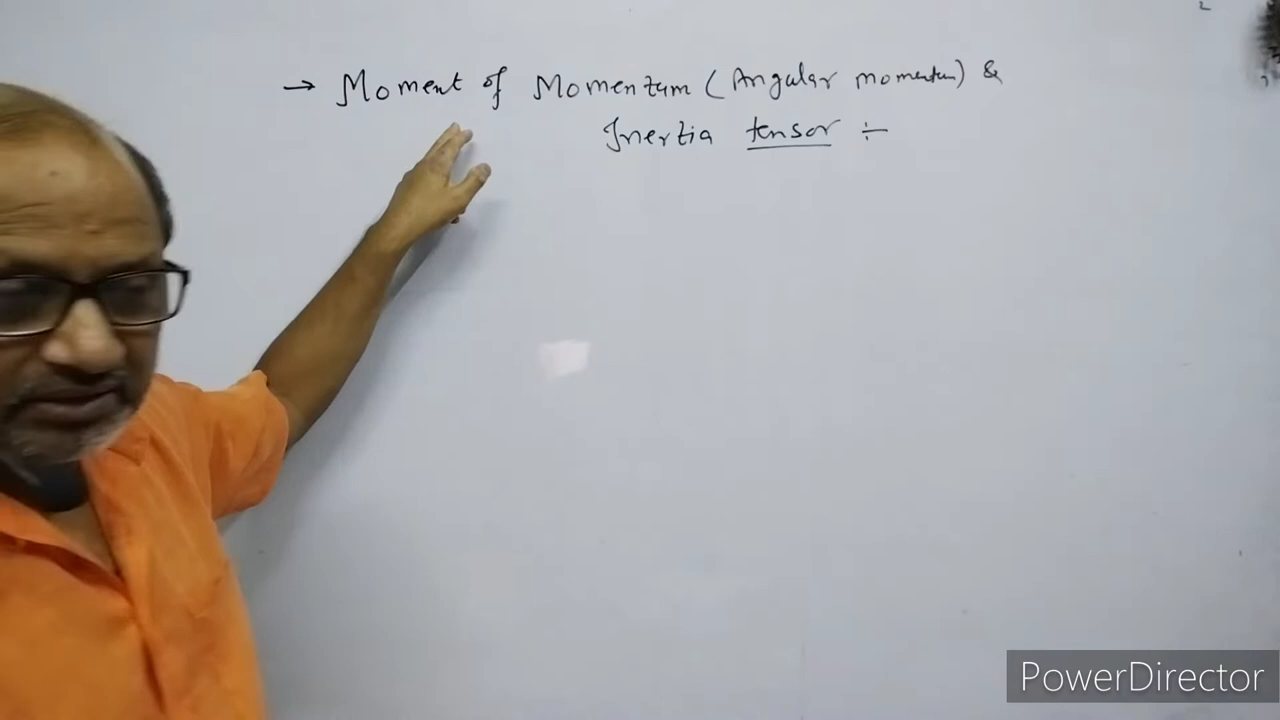 → Moment of Momentum (Angular momentum) &
Inertia tensor ÷
PowerDirector